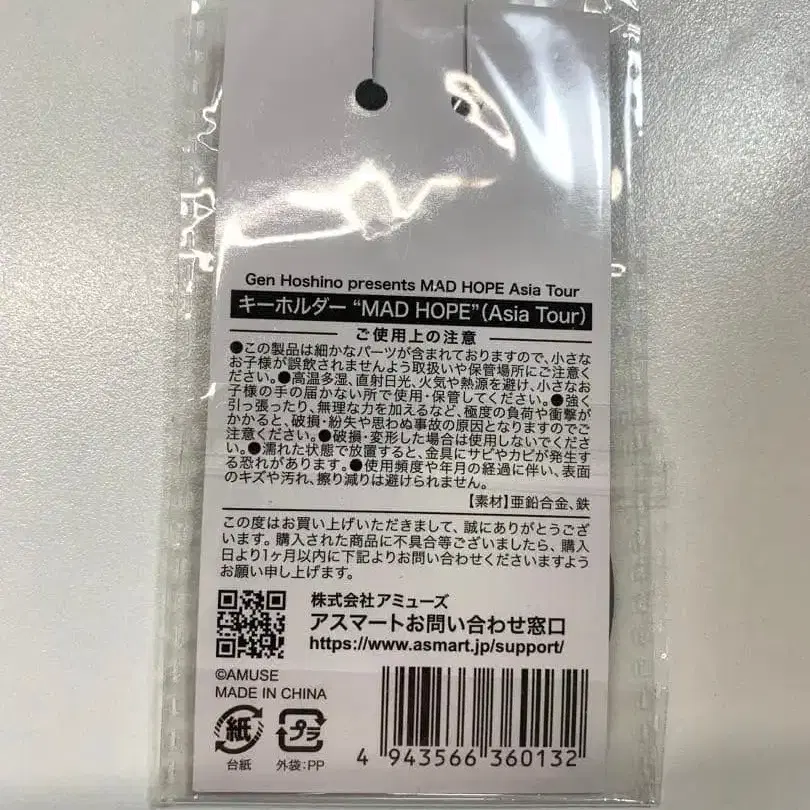 Gen Hoshino presents MAD HOPE Asia Tour
キーホルダー “MAD HOPE”(Asia Tour)
ご使用上の注意
●この製品は細かなパーツが含まれておりますので、小さな
お子様が誤飲されませんよう取扱いや保管場所にご注意く
ださい。●高温多湿、直射日光、火気や熱源を避け、小さなお
子様の手の届かない所で使用・保管してください。●強く
引っ張ったり、無理な力を加えるなど、極度の負荷や衝撃が
かかると、破損・紛失や思わぬ事故の原因となりますのでご
注意ください。●破損・変形した場合は使用しないでくださ
い。●濡れた状態で放置すると、金具にサビやカビが発生す
る恐れがあります。●使用頻度や年月の経過に伴い、表面
のキズや汚れ、擦り減りは避けられません。
【素材】亜鉛合金、鉄
この度はお買い上げいただきまして、誠にありがとうござ
います。購入された商品に不具合等ございましたら、購入
日より1ヶ月以内に下記よりお問い合わせくださいますよう
お願い申し上げます。
株式会社アミューズ
アスマートお問い合わせ窓口
https://www.asmart.jp/support/
©AMUSE
MADE IN CHINA
紙
台紙
プラ
外袋:PP
4 943566 360132